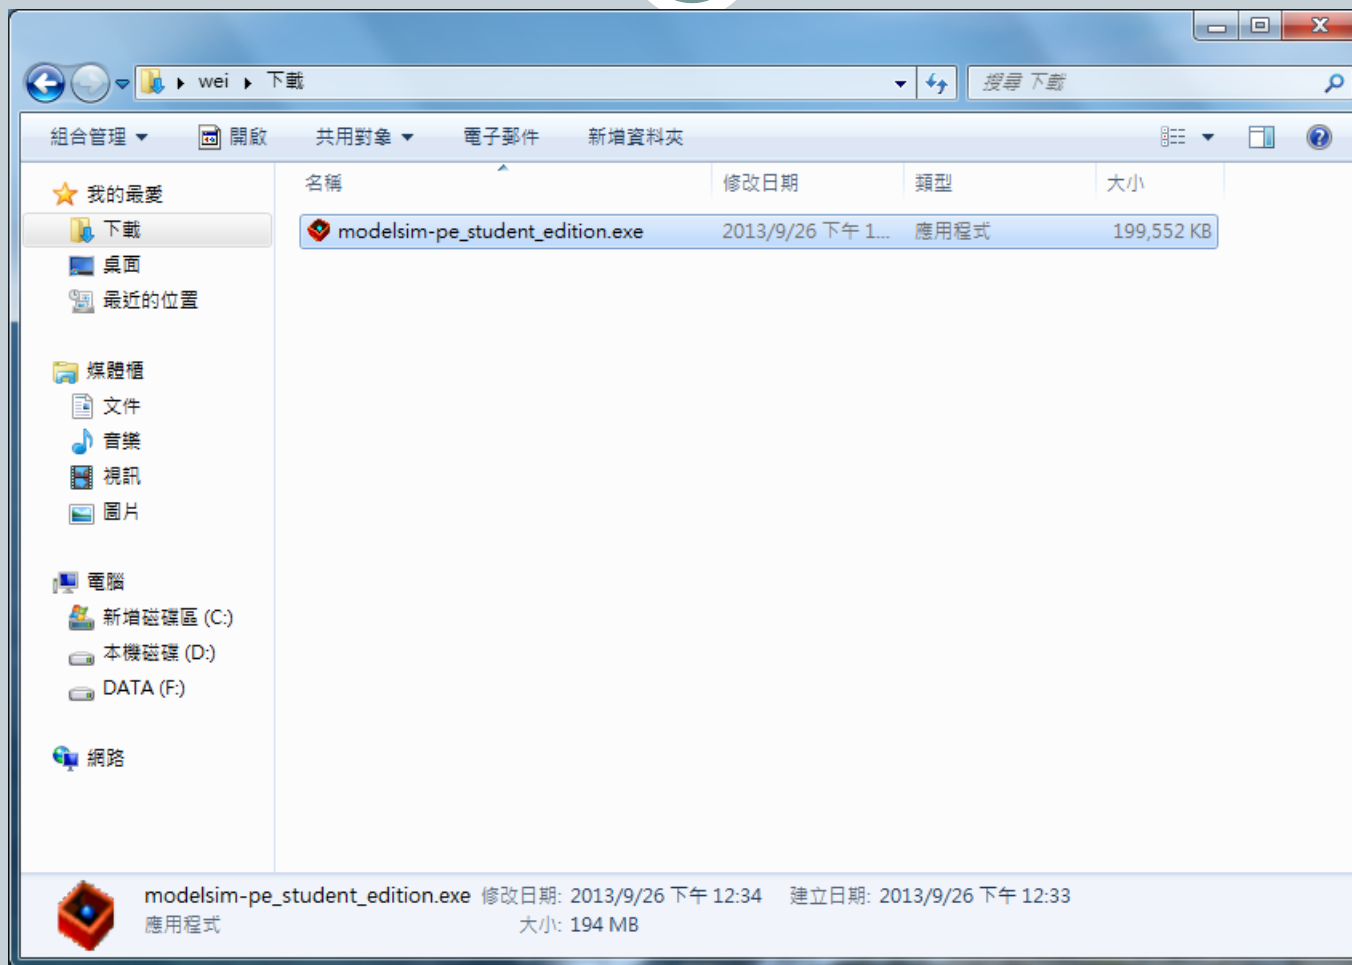 wei 下載
搜尋 下載
組合管理 開啟 共用對象 電子郵件 新增資料夾
名稱 修改日期 類型 大小
modelsim-pe_student_edition.exe 2013/9/26 下午 1... 應用程式 199,552 KB
我的最愛
下載
桌面
最近的位置
媒體櫃
文件
音樂
視訊
圖片
電腦
新增磁碟區 (C:)
本機磁碟 (D:)
DATA (F:)
網路
modelsim-pe_student_edition.exe 修改日期: 2013/9/26 下午 12:34 建立日期: 2013/9/26 下午 12:33
應用程式 大小: 194 MB